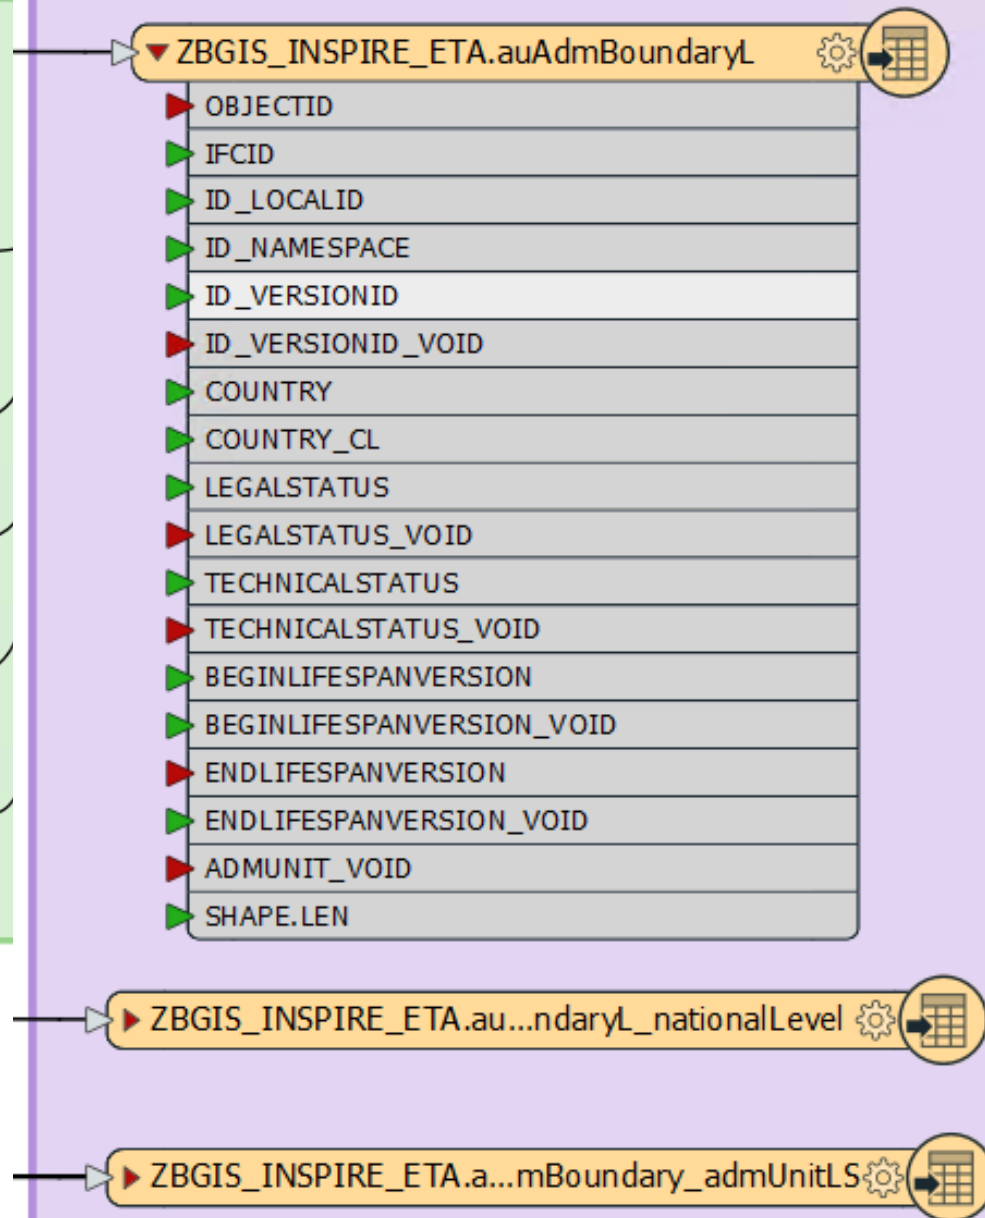 ZBGIS_INSPIRE_ETA.auAdmBoundaryL
OBJECTID
IFCID
ID_LOCALID
ID_NAMESPACE
ID_VERSIONID
ID_VERSIONID_VOID
COUNTRY
COUNTRY_CL
LEGALSTATUS
LEGALSTATUS_VOID
TECHNICALSTATUS
TECHNICALSTATUS_VOID
BEGINLIFESPANVERSION
BEGINLIFESPANVERSION_VOID
ENDLIFESPANVERSION
ENDLIFESPANVERSION_VOID
ADMUNIT_VOID
SHAPE.LEN
ZBGIS_INSPIRE_ETA.au...ndaryL_nationalLevel
ZBGIS_INSPIRE_ETA.a...mBoundary_admUnitLS